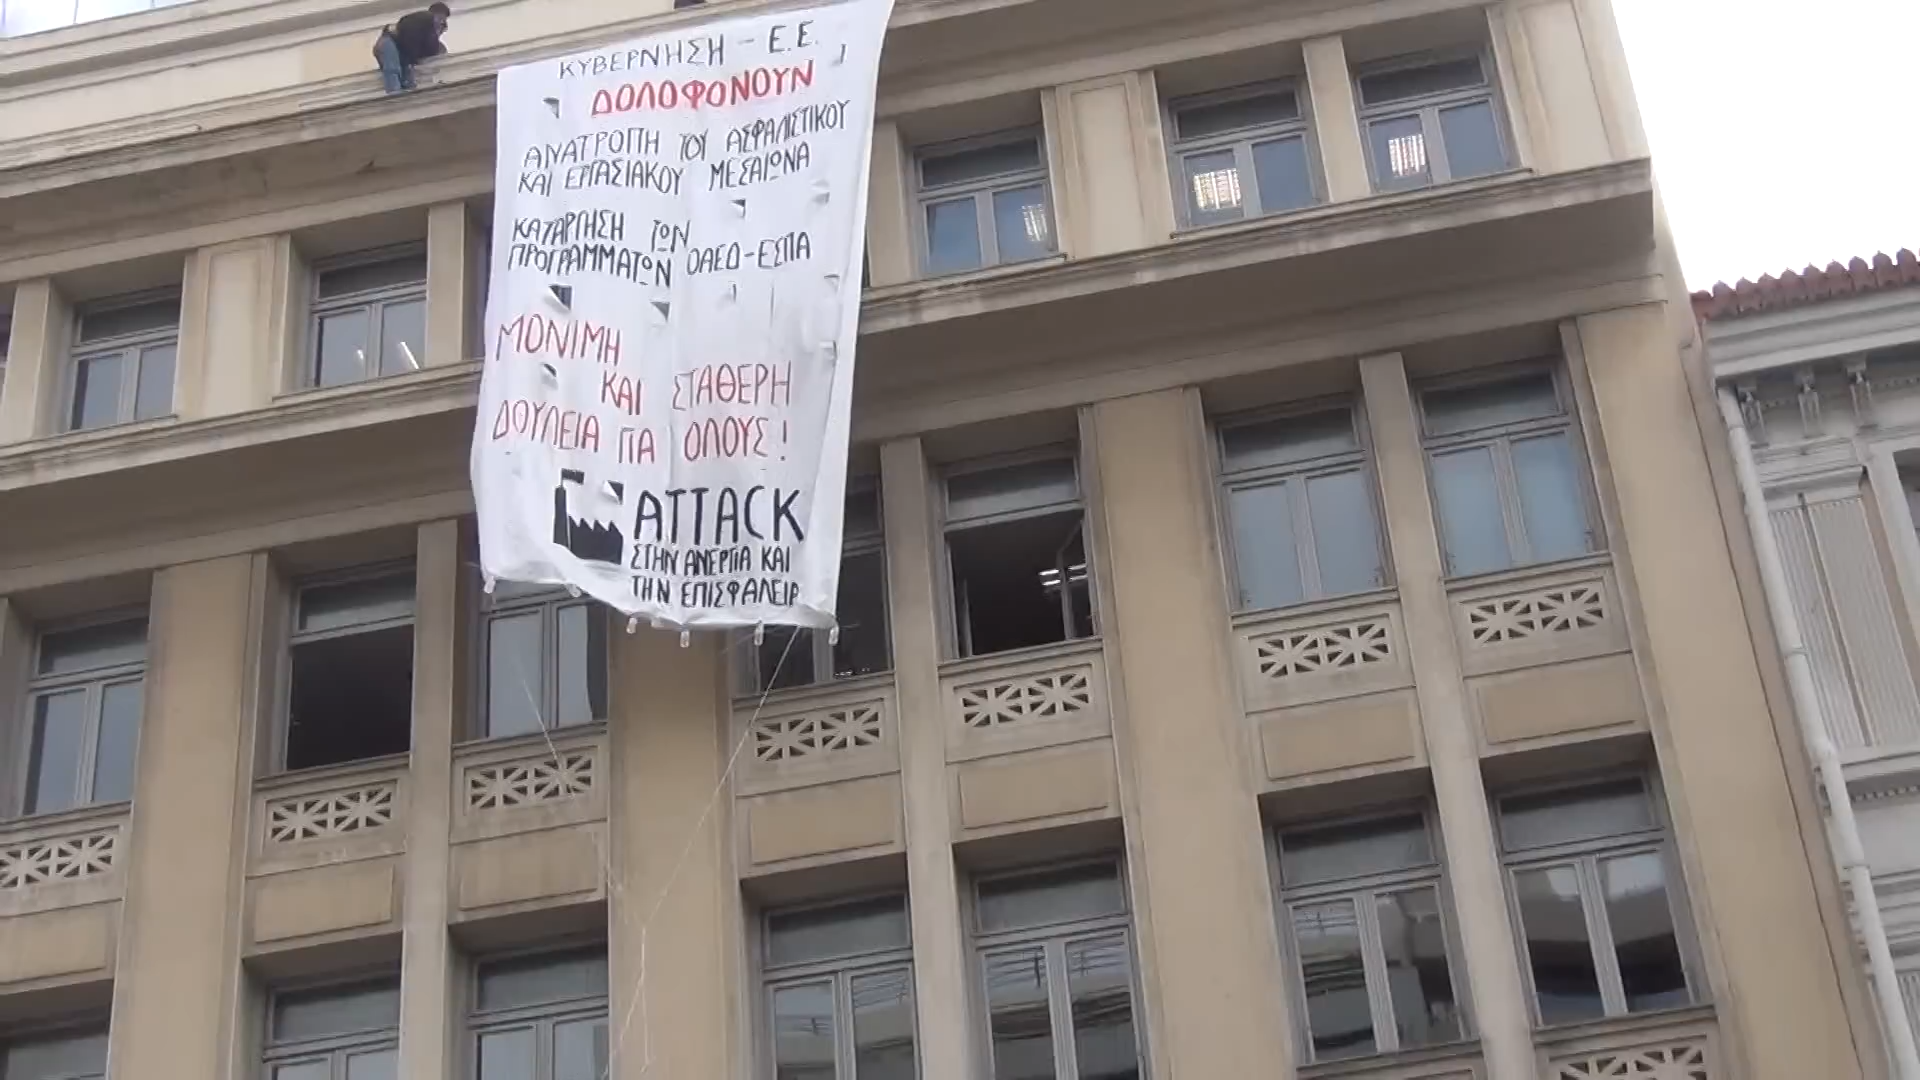 ΚΥΒΕΡΝΗΣΗ - Ε.Ε.
ΔΟΛΟΦΟΝΟΥΝ
ΑΝΑΤΡΟΠΗ ΤΟΥ ΑΣΦΑΛΙΣΤΙΚΟΥ
ΚΑΙ ΕΡΓΑΣΙΑΚΟΥ ΜΕΣΑΙΩΝΑ
ΚΑΤΑΡΓΗΣΗ ΤΩΝ
ΠΡΟΓΡΑΜΜΑΤΩΝ ΟΑΕΔ-ΕΣΠΑ
ΜΟΝΙΜΗ
ΚΑΙ ΣΤΑΘΕΡΗ
ΔΟΥΛΕΙΑ ΓΙΑ ΟΛΟΥΣ!
ATTACK
ΣΤΗΝ ΑΝΕΡΓΙΑ ΚΑΙ
ΤΗΝ ΕΠΙΣΦΑΛΕΙΑ